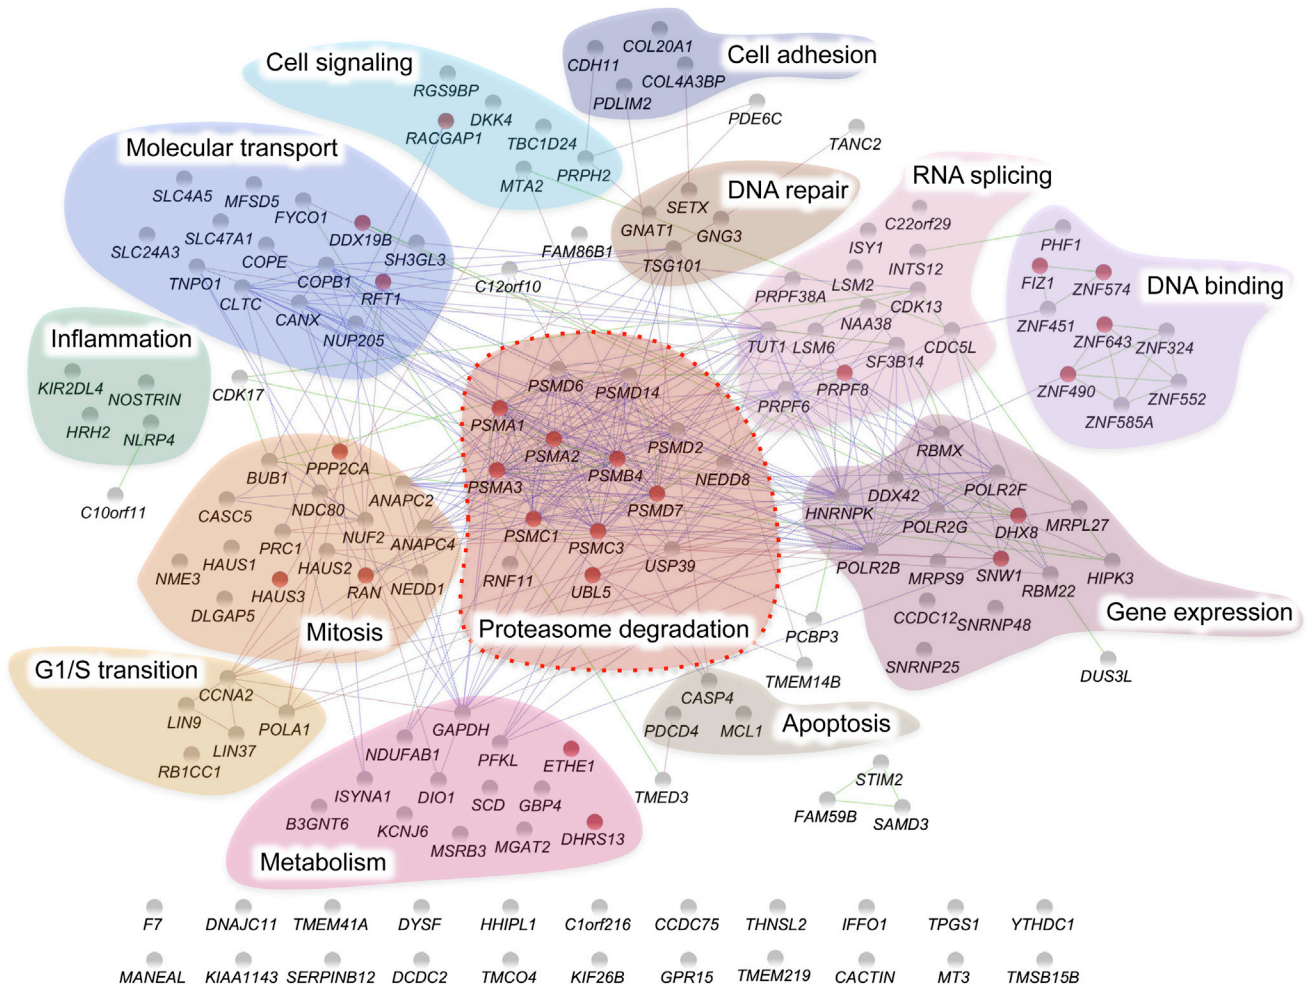 Cell signaling
RGS9BP
DKK4
RACGAP1
TBC1D24
PRPH2
MTA2
Cell adhesion
COL20A1
CDH11
COL4A3BP
PDLIM2
PDE6C
TANC2
Molecular transport
SLC4A5
MFSD5
FYCO1
DDX19B
SLC47A1
SLC24A3
COPE
SH3GL3
TNPO1
COPB1
CLTC
RFT1
CANX
NUP205
DNA repair
SETX
GNAT1
GNG3
TSG101
FAM86B1
C12orf10
RNA splicing
C22orf29
ISY1
INTS12
LSM2
PRPF38A
CDK13
NAA38
TUT1
LSM6
CDC5L
SF3B14
PRPF8
PRPF6
DNA binding
PHF1
FIZ1
ZNF574
ZNF451
ZNF643
ZNF324
ZNF490
ZNF552
ZNF585A
Inflammation
KIR2DL4
NOSTRIN
HRH2
NLRP4
CDK17
C10orf11
Proteasome degradation
PSMD6
PSMD14
PSMA1
PSMA2
PSMD2
PSMA3
PSMB4
NEDD8
PSMD7
PSMC1
PSMC3
USP39
RNF11
UBL5
Mitosis
BUB1
PPP2CA
ANAPC2
CASC5
NDC80
NUF2
PRC1
ANAPC4
HAUS1
HAUS2
NME3
HAUS3
RAN
NEDD1
DLGAP5
Gene expression
RBMX
DDX42
POLR2F
HNRNPK
POLR2G
DHX8
MRPL27
POLR2B
MRPS9
SNW1
RBM22
HIPK3
CCDC12
SNRNP48
SNRNP25
PCBP3
TMEM14B
DUS3L
G1/S transition
CCNA2
LIN9
POLA1
LIN37
RB1CC1
Apoptosis
CASP4
PDCD4
MCL1
TMED3
STIM2
FAM59B
SAMD3
Metabolism
GAPDH
NDUFAB1
PFKL
ETHE1
ISYNA1
DIO1
SCD
GBP4
B3GNT6
KCNJ6
MSRB3
MGAT2
DHRS13
F7 DNAJC11 TMEM41A DYSF HHIPL1 C1orf216 CCDC75 THNSL2 IFFO1 TPGS1 YTHDC1
MANEAL KIAA1143 SERPINB12 DCDC2 TMCO4 KIF26B GPR15 TMEM219 CACTIN MT3 TMSB15B